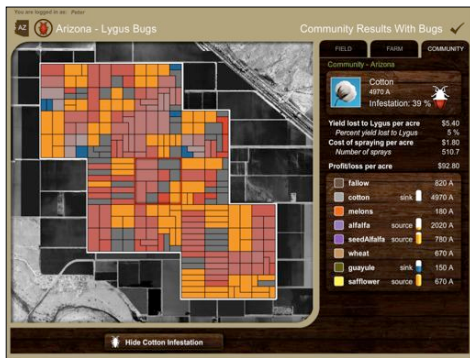 You are logged in as: Peter
AZ Arizona - Lygus Bugs
Community Results With Bugs
FIELD FARM COMMUNITY
Community - Arizona
Cotton
4970 A
Infestation: 39 %
Yield lost to Lygus per acre $5.40
Percent yield lost to Lygus 5 %
Cost of spraying per acre $1.80
Number of sprays 510.7
Profit/loss per acre $92.80
fallow 820 A
cotton sink 4970 A
melons 180 A
alfalfa source 2020 A
seedAlfalfa source 780 A
wheat 670 A
guayule sink 150 A
safflower source 670 A
Hide Cotton Infestation